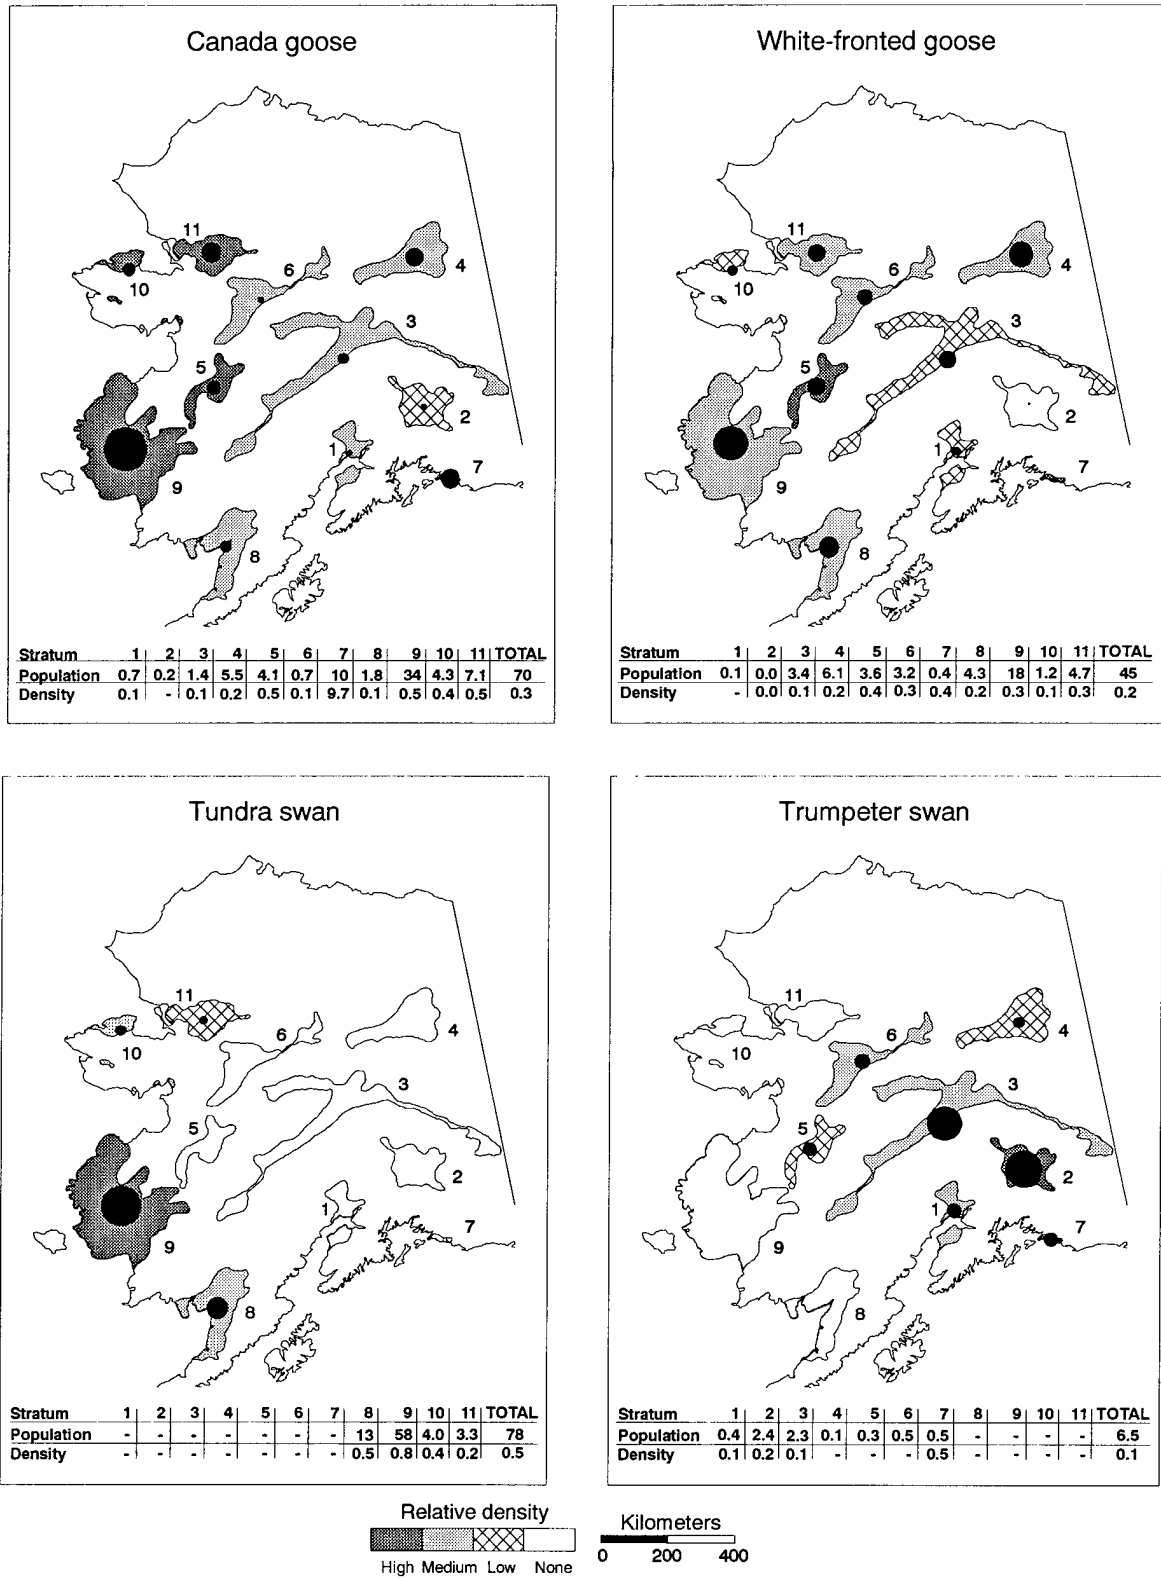 Canada goose
11
10
6
4
3
5
2
1
7
9
8
Stratum 1 2 3 4 5 6 7 8 9 10 11 TOTAL
Population 0.7 0.2 1.4 5.5 4.1 0.7 10 1.8 34 4.3 7.1 70
Density 0.1 - 0.1 0.2 0.5 0.1 9.7 0.1 0.5 0.4 0.5 0.3
White-fronted goose
11
10
6
4
3
5
2
1
7
9
8
Stratum 1 2 3 4 5 6 7 8 9 10 11 TOTAL
Population 0.1 0.0 3.4 6.1 3.6 3.2 0.4 4.3 18 1.2 4.7 45
Density - 0.0 0.1 0.2 0.4 0.3 0.4 0.2 0.3 0.1 0.3 0.2
Tundra swan
11
10
6
4
3
5
2
1
7
9
8
Stratum 1 2 3 4 5 6 7 8 9 10 11 TOTAL
Population - - - - - - - 13 58 4.0 3.3 78
Density - - - - - - - 0.5 0.8 0.4 0.2 0.5
Trumpeter swan
11
10
6
4
3
5
2
1
7
9
8
Stratum 1 2 3 4 5 6 7 8 9 10 11 TOTAL
Population 0.4 2.4 2.3 0.1 0.3 0.5 0.5 - - - - 6.5
Density 0.1 0.2 0.1 - - - 0.5 - - - - 0.1
Relative density
High Medium Low None
Kilometers
0 200 400